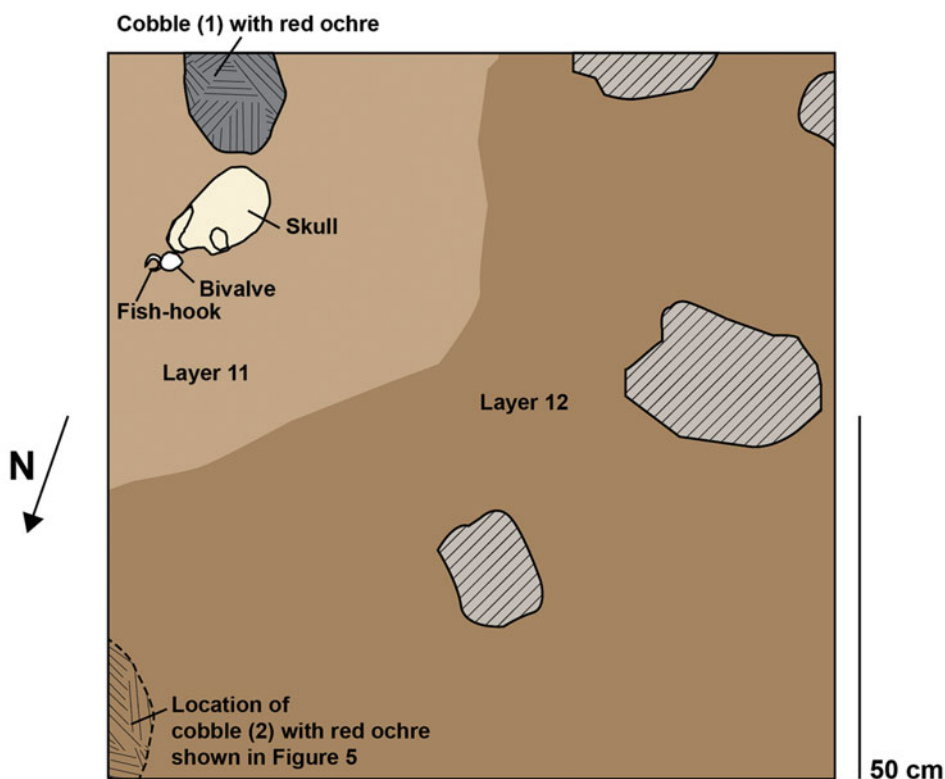 Cobble (1) with red ochre
Skull
Bivalve
Fish-hook
Layer 11
Layer 12
N
Location of
cobble (2) with red ochre
shown in Figure 5
50 cm